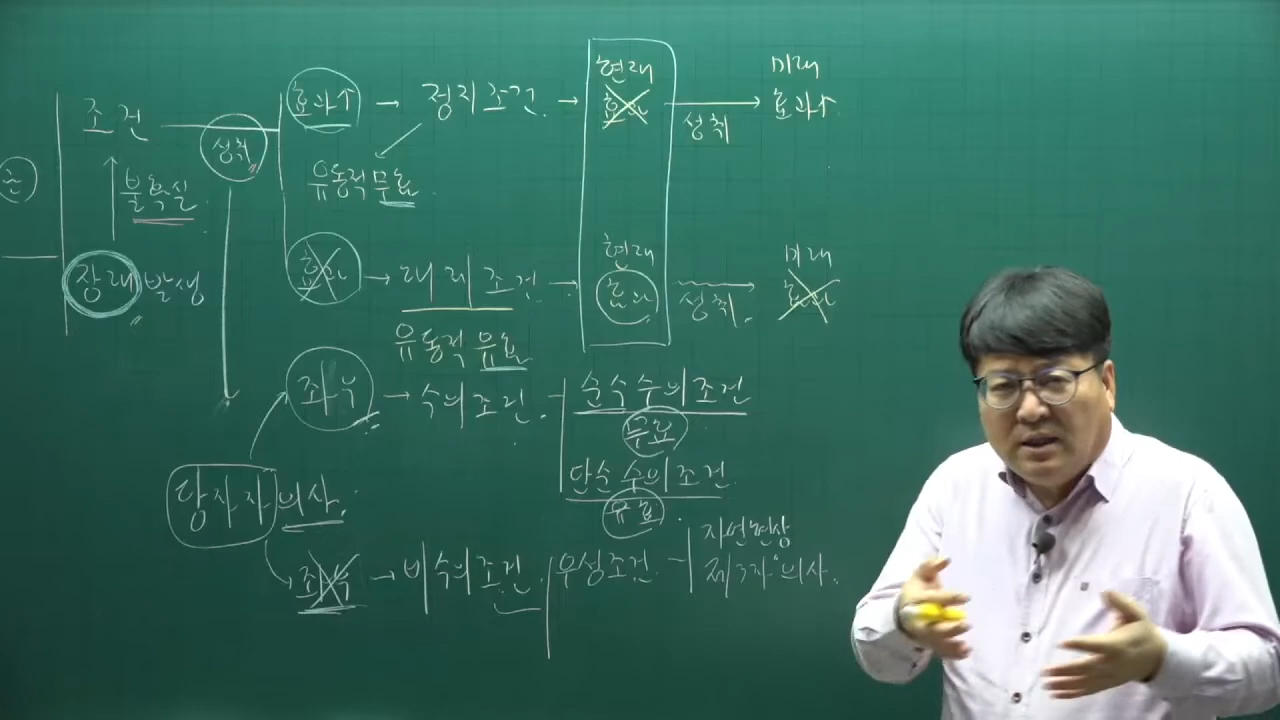 조건
불확실
장래 발생
성취
효과↑ → 정지조건 → 현재 효과 → 성취 미래 효과↑
유동적 무효
효과 → 해제조건 → 현재 효과 성취. 미래 효과
유동적 유효
당사자 의사.
좌우 → 수의조건. 순수수의조건
무효
단순수의조건
유효
좌우 → 비수의조건. 우성조건. 자연현상
제3자의 의사.